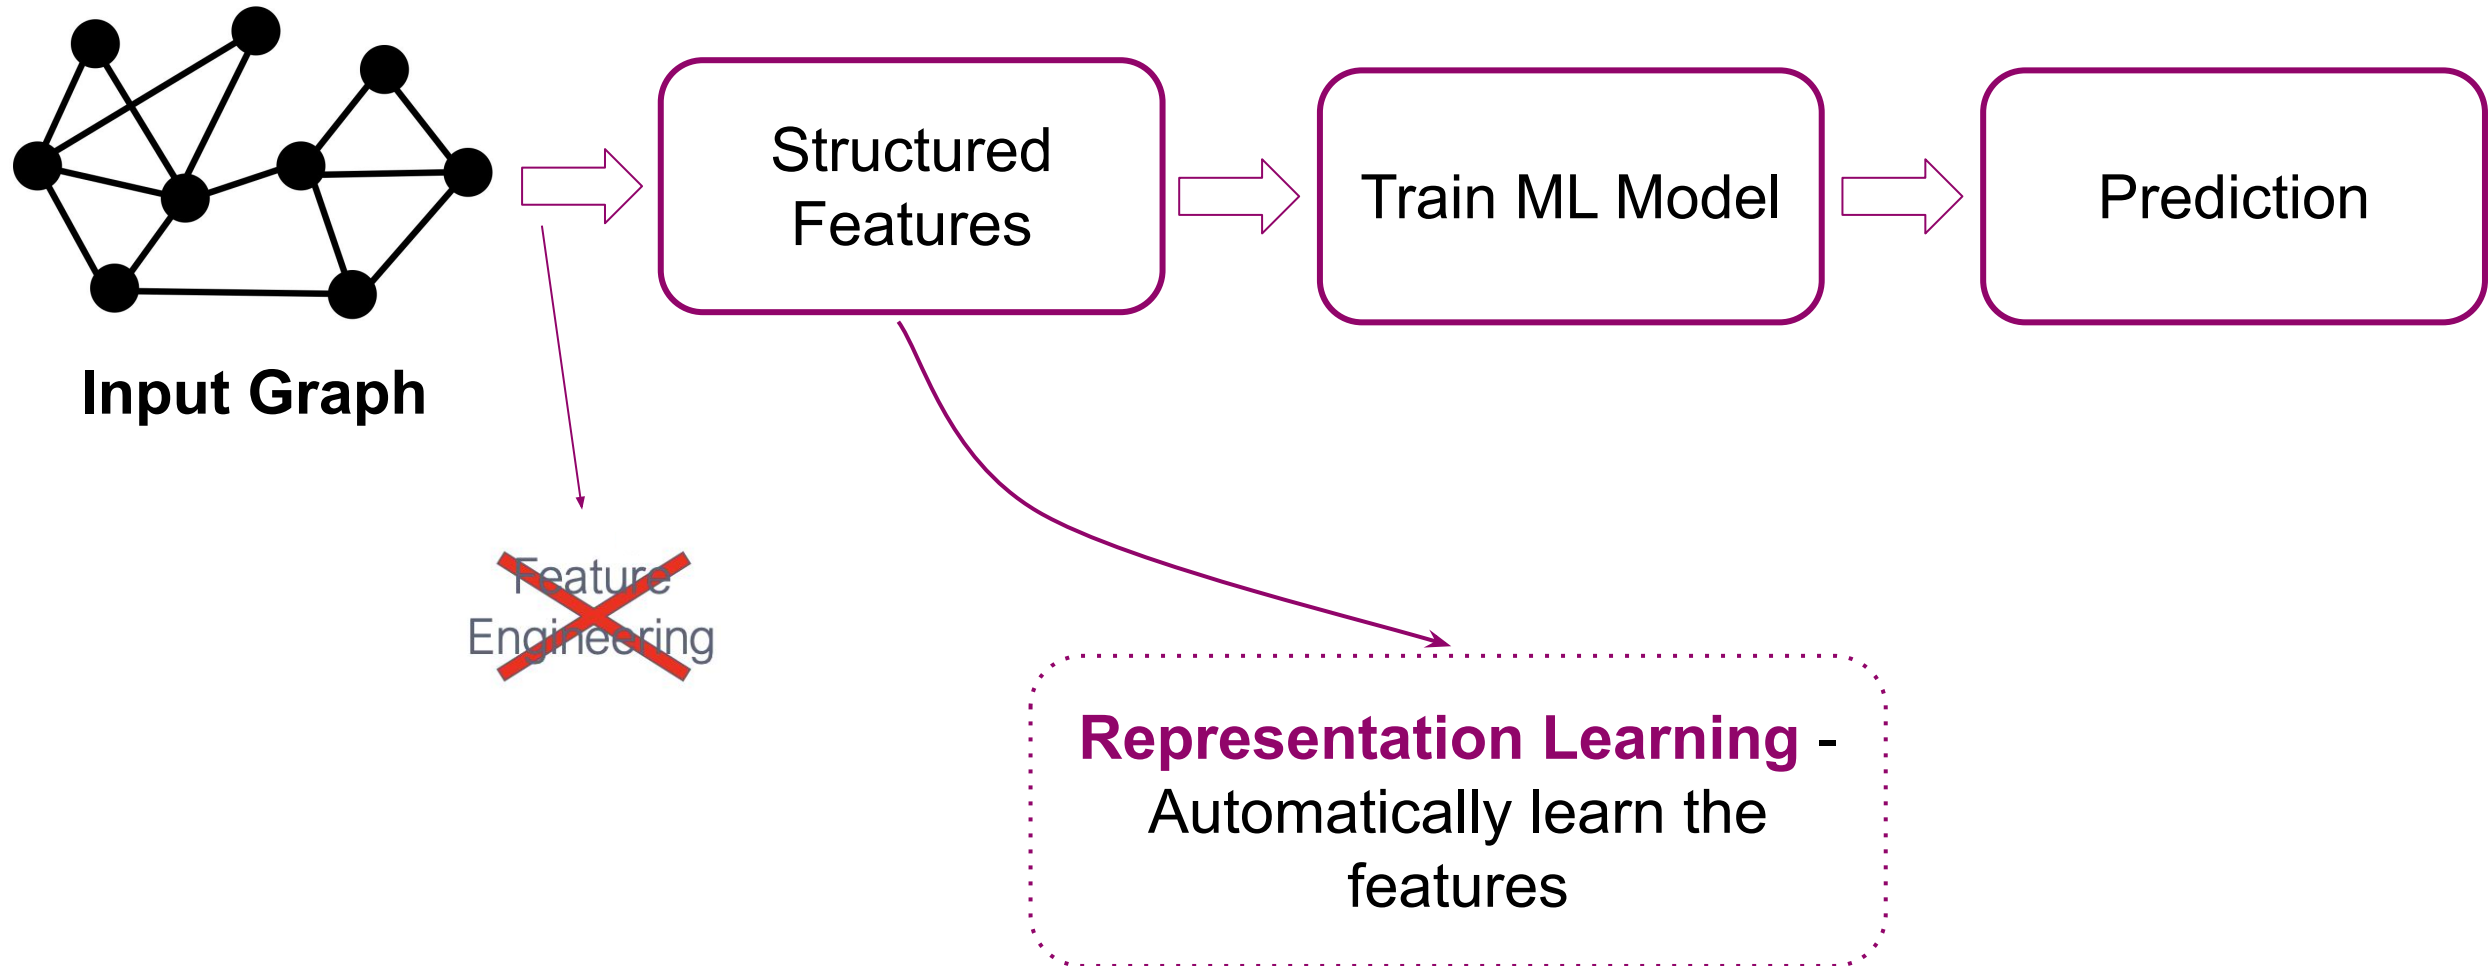 Structured
Features
Train ML Model
Prediction
Input Graph
Feature
Engineering
Representation Learning -
Automatically learn the
features